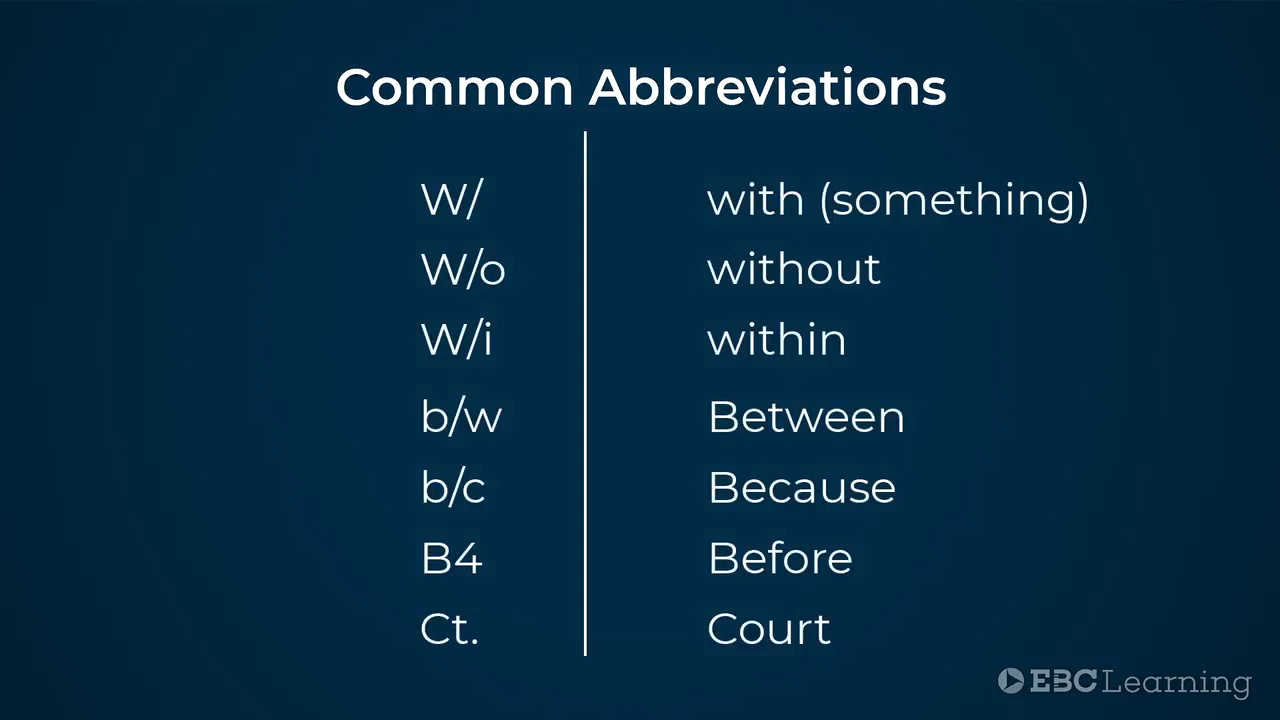 Common Abbreviations
W/ with (something)
W/o without
W/i within
b/w Between
b/c Because
B4 Before
Ct. Court
EBC Learning